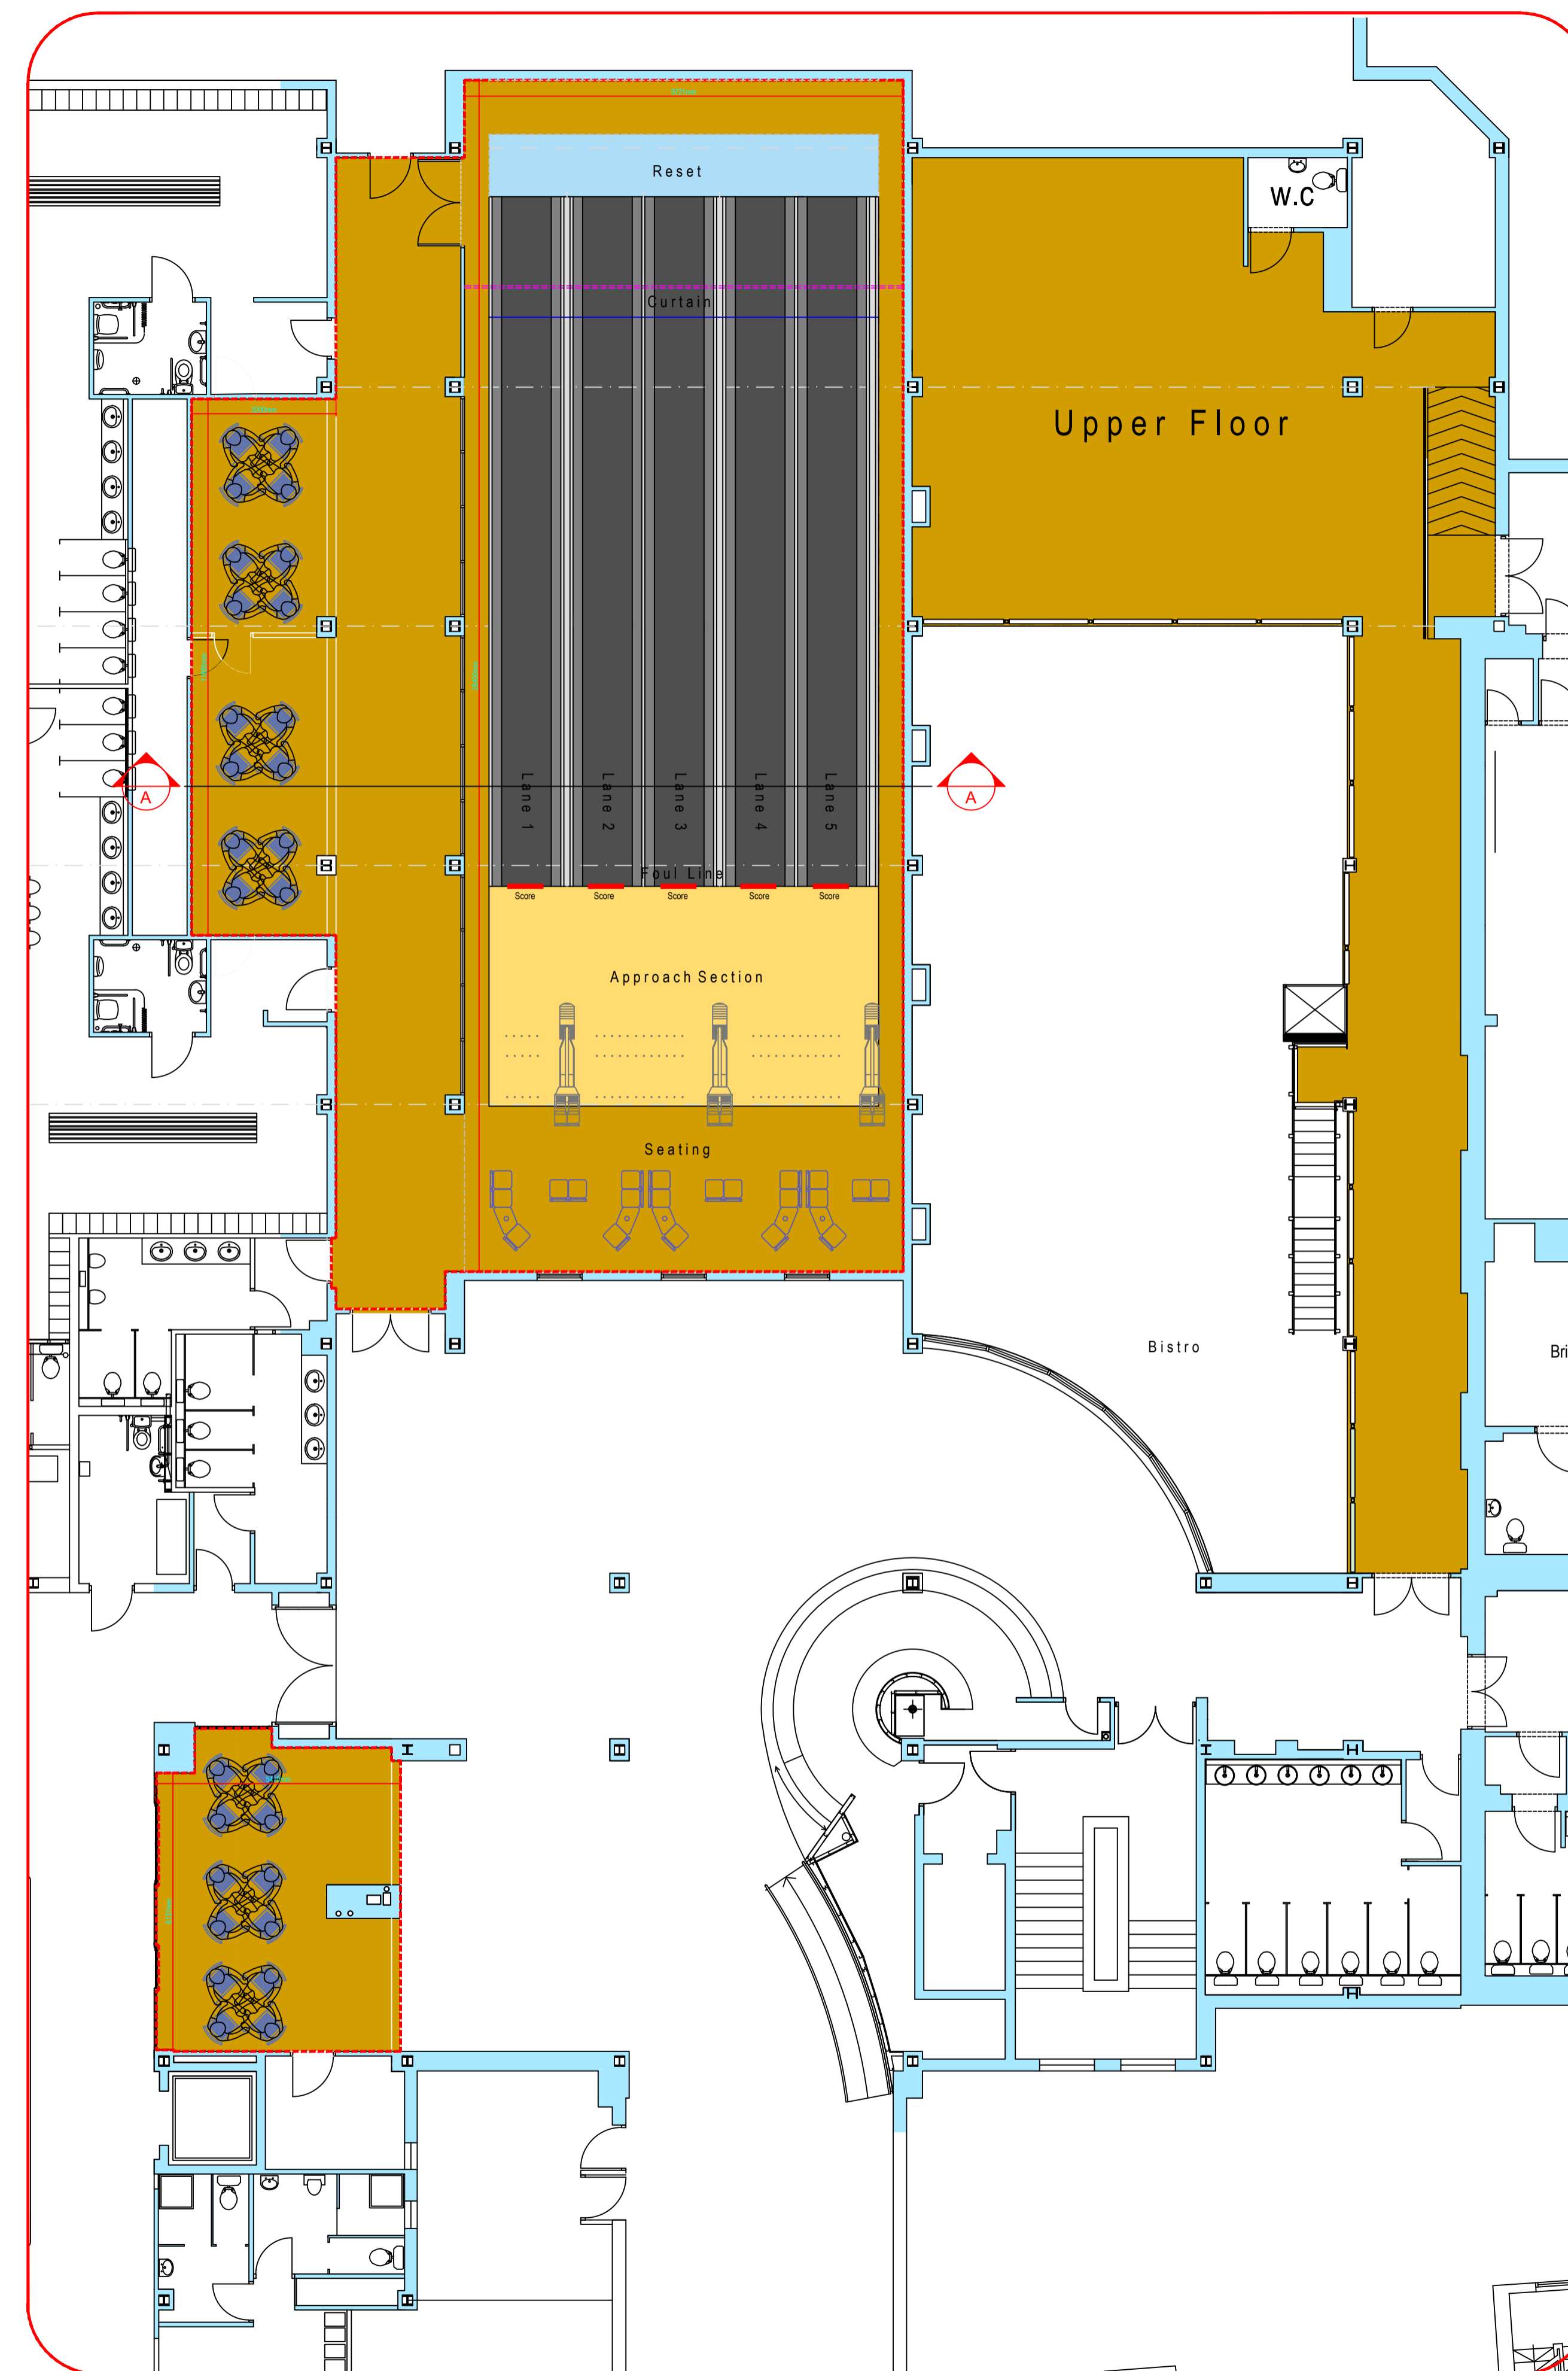 Reset
W.C
Curtain
Upper Floor
Lane 1
Lane 2
Lane 3
Lane 4
Lane 5
A
A
Foul Line
Score
Score
Score
Score
Score
Approach Section
Seating
Bistro
Bri